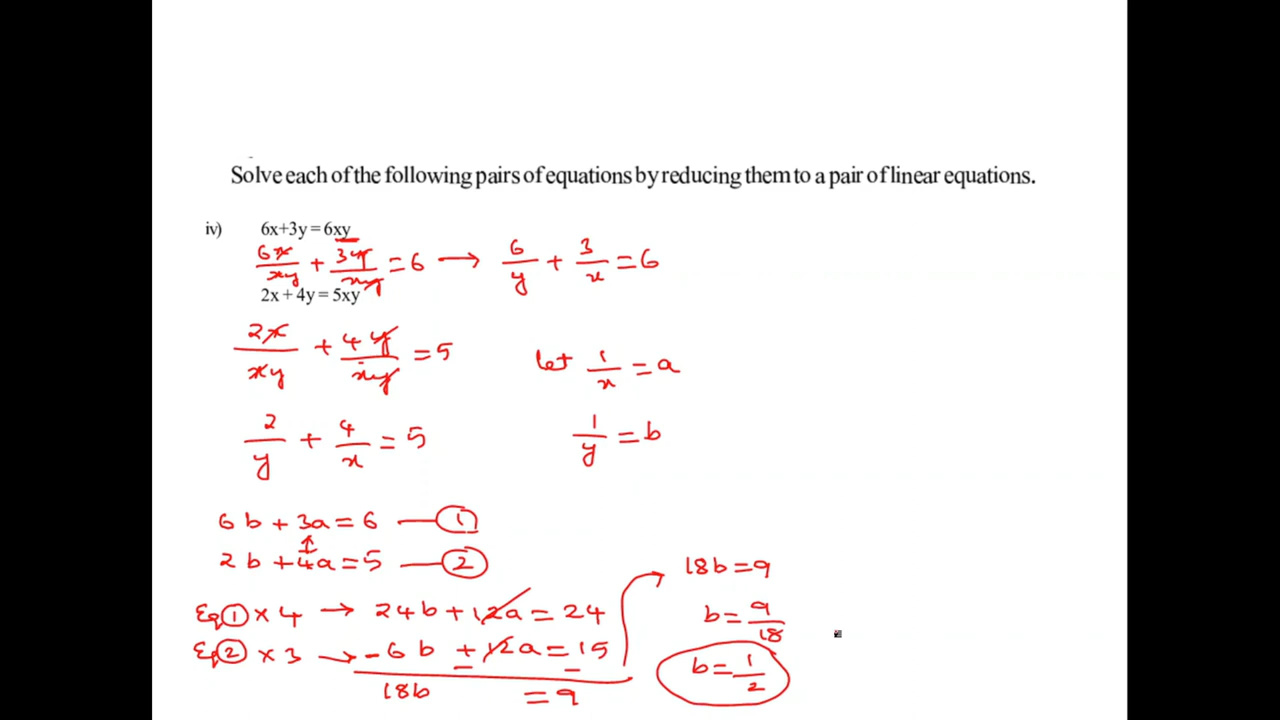 Solve each of the following pairs of equations by reducing them to a pair of linear equations.
iv) 6x+3y=6xy
6x/xy + 3y/xy = 6 → 6/y + 3/x = 6
2x + 4y = 5xy
2x/xy + 4y/xy = 5
let 1/x = a
2/y + 4/x = 5
1/y = b
6b + 3a = 6 — ①
2b + 4a = 5 — ②
Eq① × 4 → 24b + 12a = 24
Eq② × 3 → - 6b + 12a = 15
- -
18b = 9
18b = 9
b = 9/18
b = 1/2